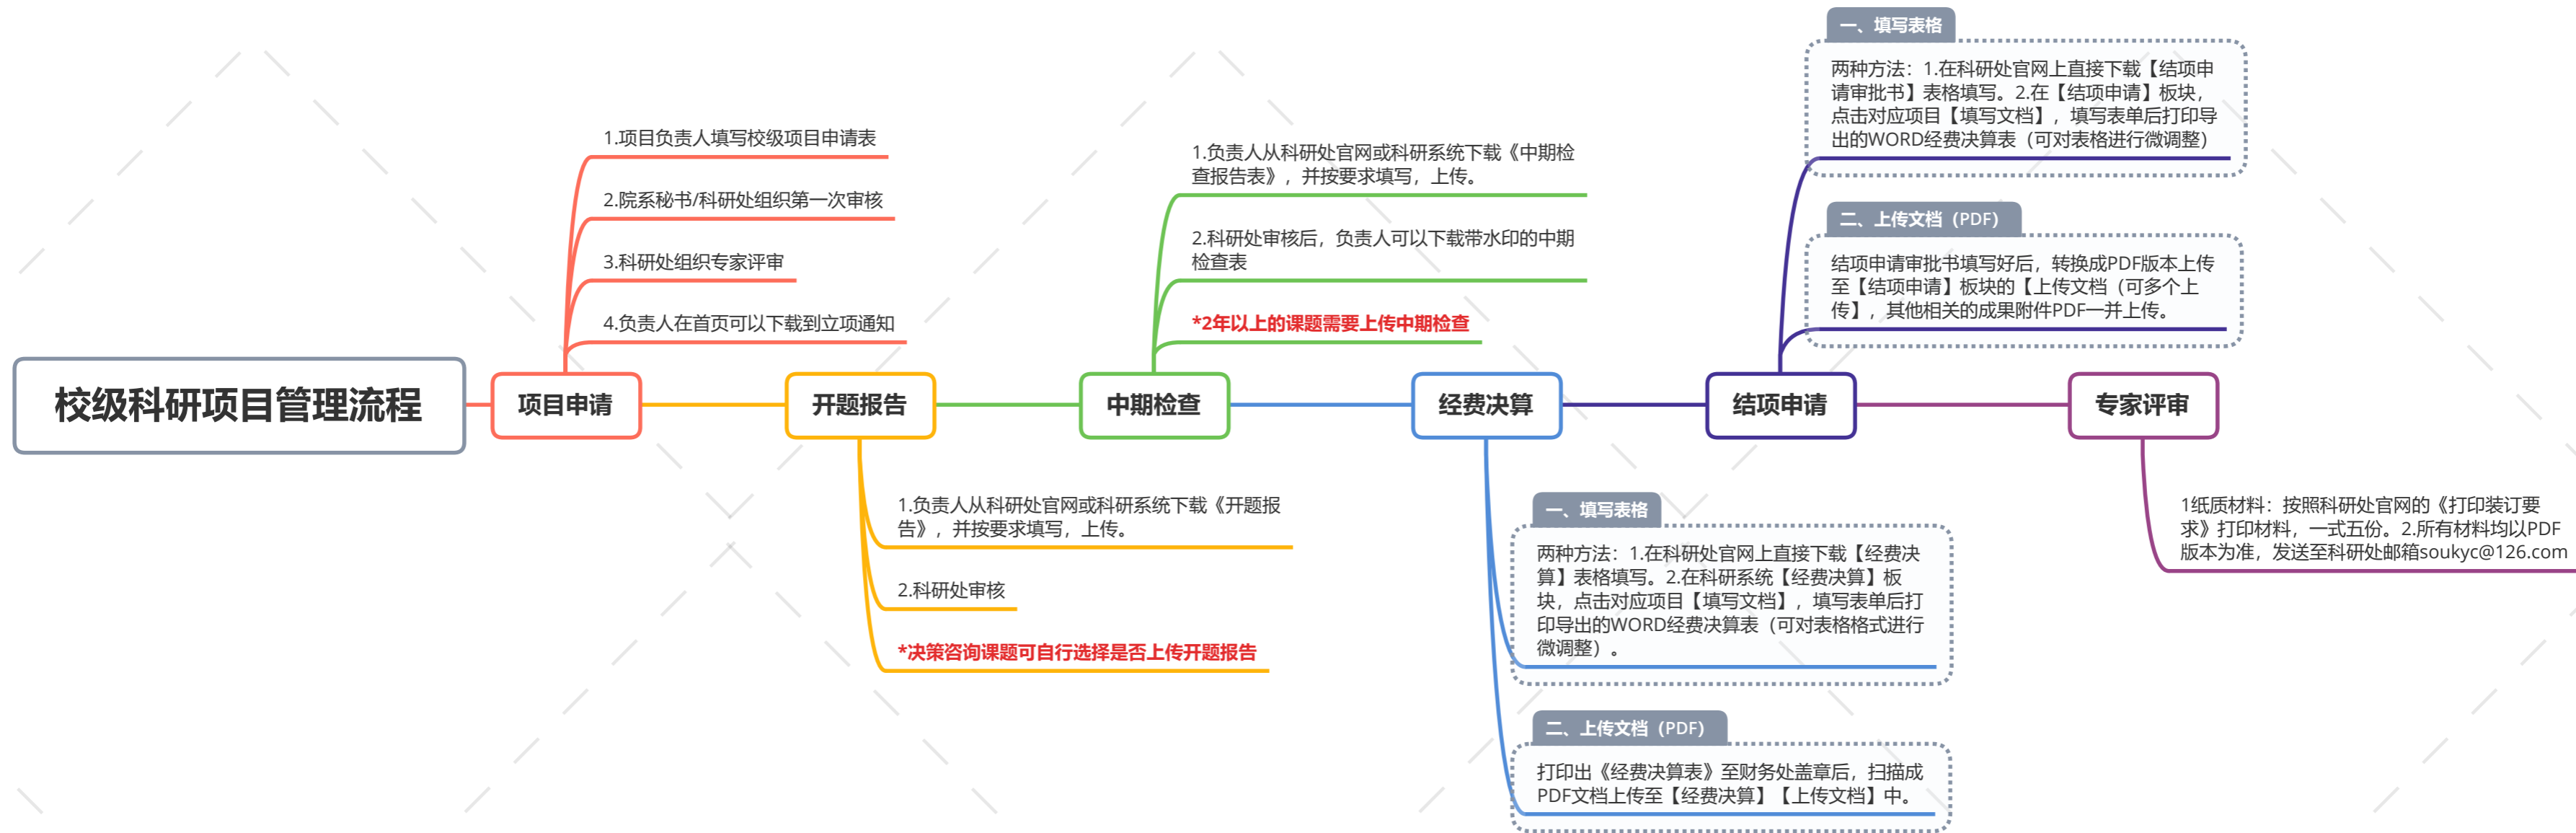 校级科研项目管理流程
项目申请
1.项目负责人填写校级项目申请表
2.院系秘书/科研处组织第一次审核
3.科研处组织专家评审
4.负责人在首页可以下载到立项通知
开题报告
1.负责人从科研处官网或科研系统下载《开题报
告》，并按要求填写，上传。
2.科研处审核
*决策咨询课题可自行选择是否上传开题报告
中期检查
1.负责人从科研处官网或科研系统下载《中期检
查报告表》，并按要求填写，上传。
2.科研处审核后，负责人可以下载带水印的中期
检查表
*2年以上的课题需要上传中期检查
经费决算
一、填写表格
两种方法：1.在科研处官网上直接下载【经费决
算】表格填写。2.在科研系统【经费决算】板
块，点击对应项目【填写文档】，填写表单后打
印导出的WORD经费决算表（可对表格格式进行
微调整）。
二、上传文档（PDF）
打印出《经费决算表》至财务处盖章后，扫描成
PDF文档上传至【经费决算】【上传文档】中。
结项申请
一、填写表格
两种方法：1.在科研处官网上直接下载【结项申
请审批书】表格填写。2.在【结项申请】板块，
点击对应项目【填写文档】，填写表单后打印导
出的WORD经费决算表（可对表格进行微调整）
二、上传文档（PDF）
结项申请审批书填写好后，转换成PDF版本上传
至【结项申请】板块的【上传文档（可多个上
传】，其他相关的成果附件PDF一并上传。
专家评审
1纸质材料：按照科研处官网的《打印装订要
求》打印材料，一式五份。2.所有材料均以PDF
版本为准，发送至科研处邮箱soukyc@126.com